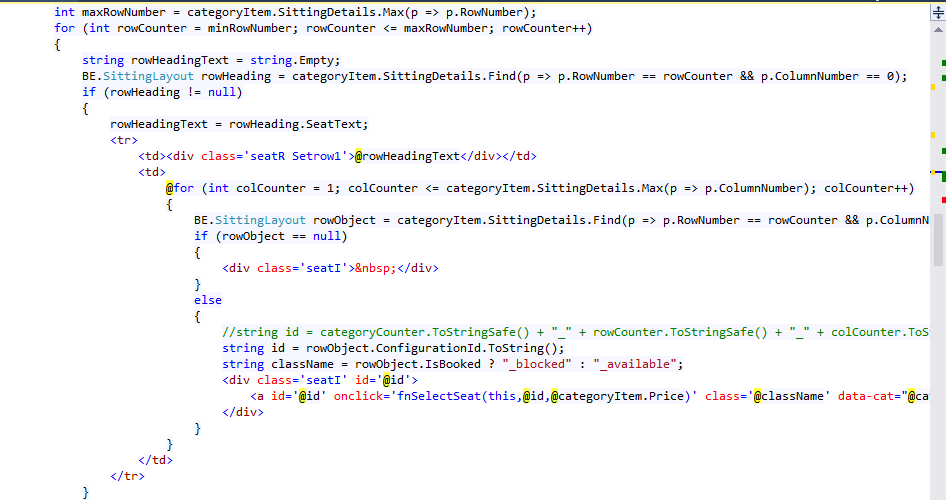 int maxRowNumber = categoryItem.SittingDetails.Max(p => p.RowNumber);
for (int rowCounter = minRowNumber; rowCounter <= maxRowNumber; rowCounter++)
{
string rowHeadingText = string.Empty;
BE.SittingLayout rowHeading = categoryItem.SittingDetails.Find(p => p.RowNumber == rowCounter && p.ColumnNumber == 0);
if (rowHeading != null)
{
rowHeadingText = rowHeading.SeatText;
<tr>
<td><div class='seatR Setrow1'>@rowHeadingText</div></td>
<td>
@for (int colCounter = 1; colCounter <= categoryItem.SittingDetails.Max(p => p.ColumnNumber); colCounter++)
{
BE.SittingLayout rowObject = categoryItem.SittingDetails.Find(p => p.RowNumber == rowCounter && p.ColumnN
if (rowObject == null)
{
<div class='seatI'>&nbsp;</div>
}
else
{
//string id = categoryCounter.ToStringSafe() + "_" + rowCounter.ToStringSafe() + "_" + colCounter.ToS
string id = rowObject.ConfigurationId.ToString();
string className = rowObject.IsBooked ? "_blocked" : "_available";
<div class='seatI' id='@id'>
<a id='@id' onclick='fnSelectSeat(this,@id,@categoryItem.Price)' class='@className' data-cat="@ca
</div>
}
}
</td>
</tr>
}